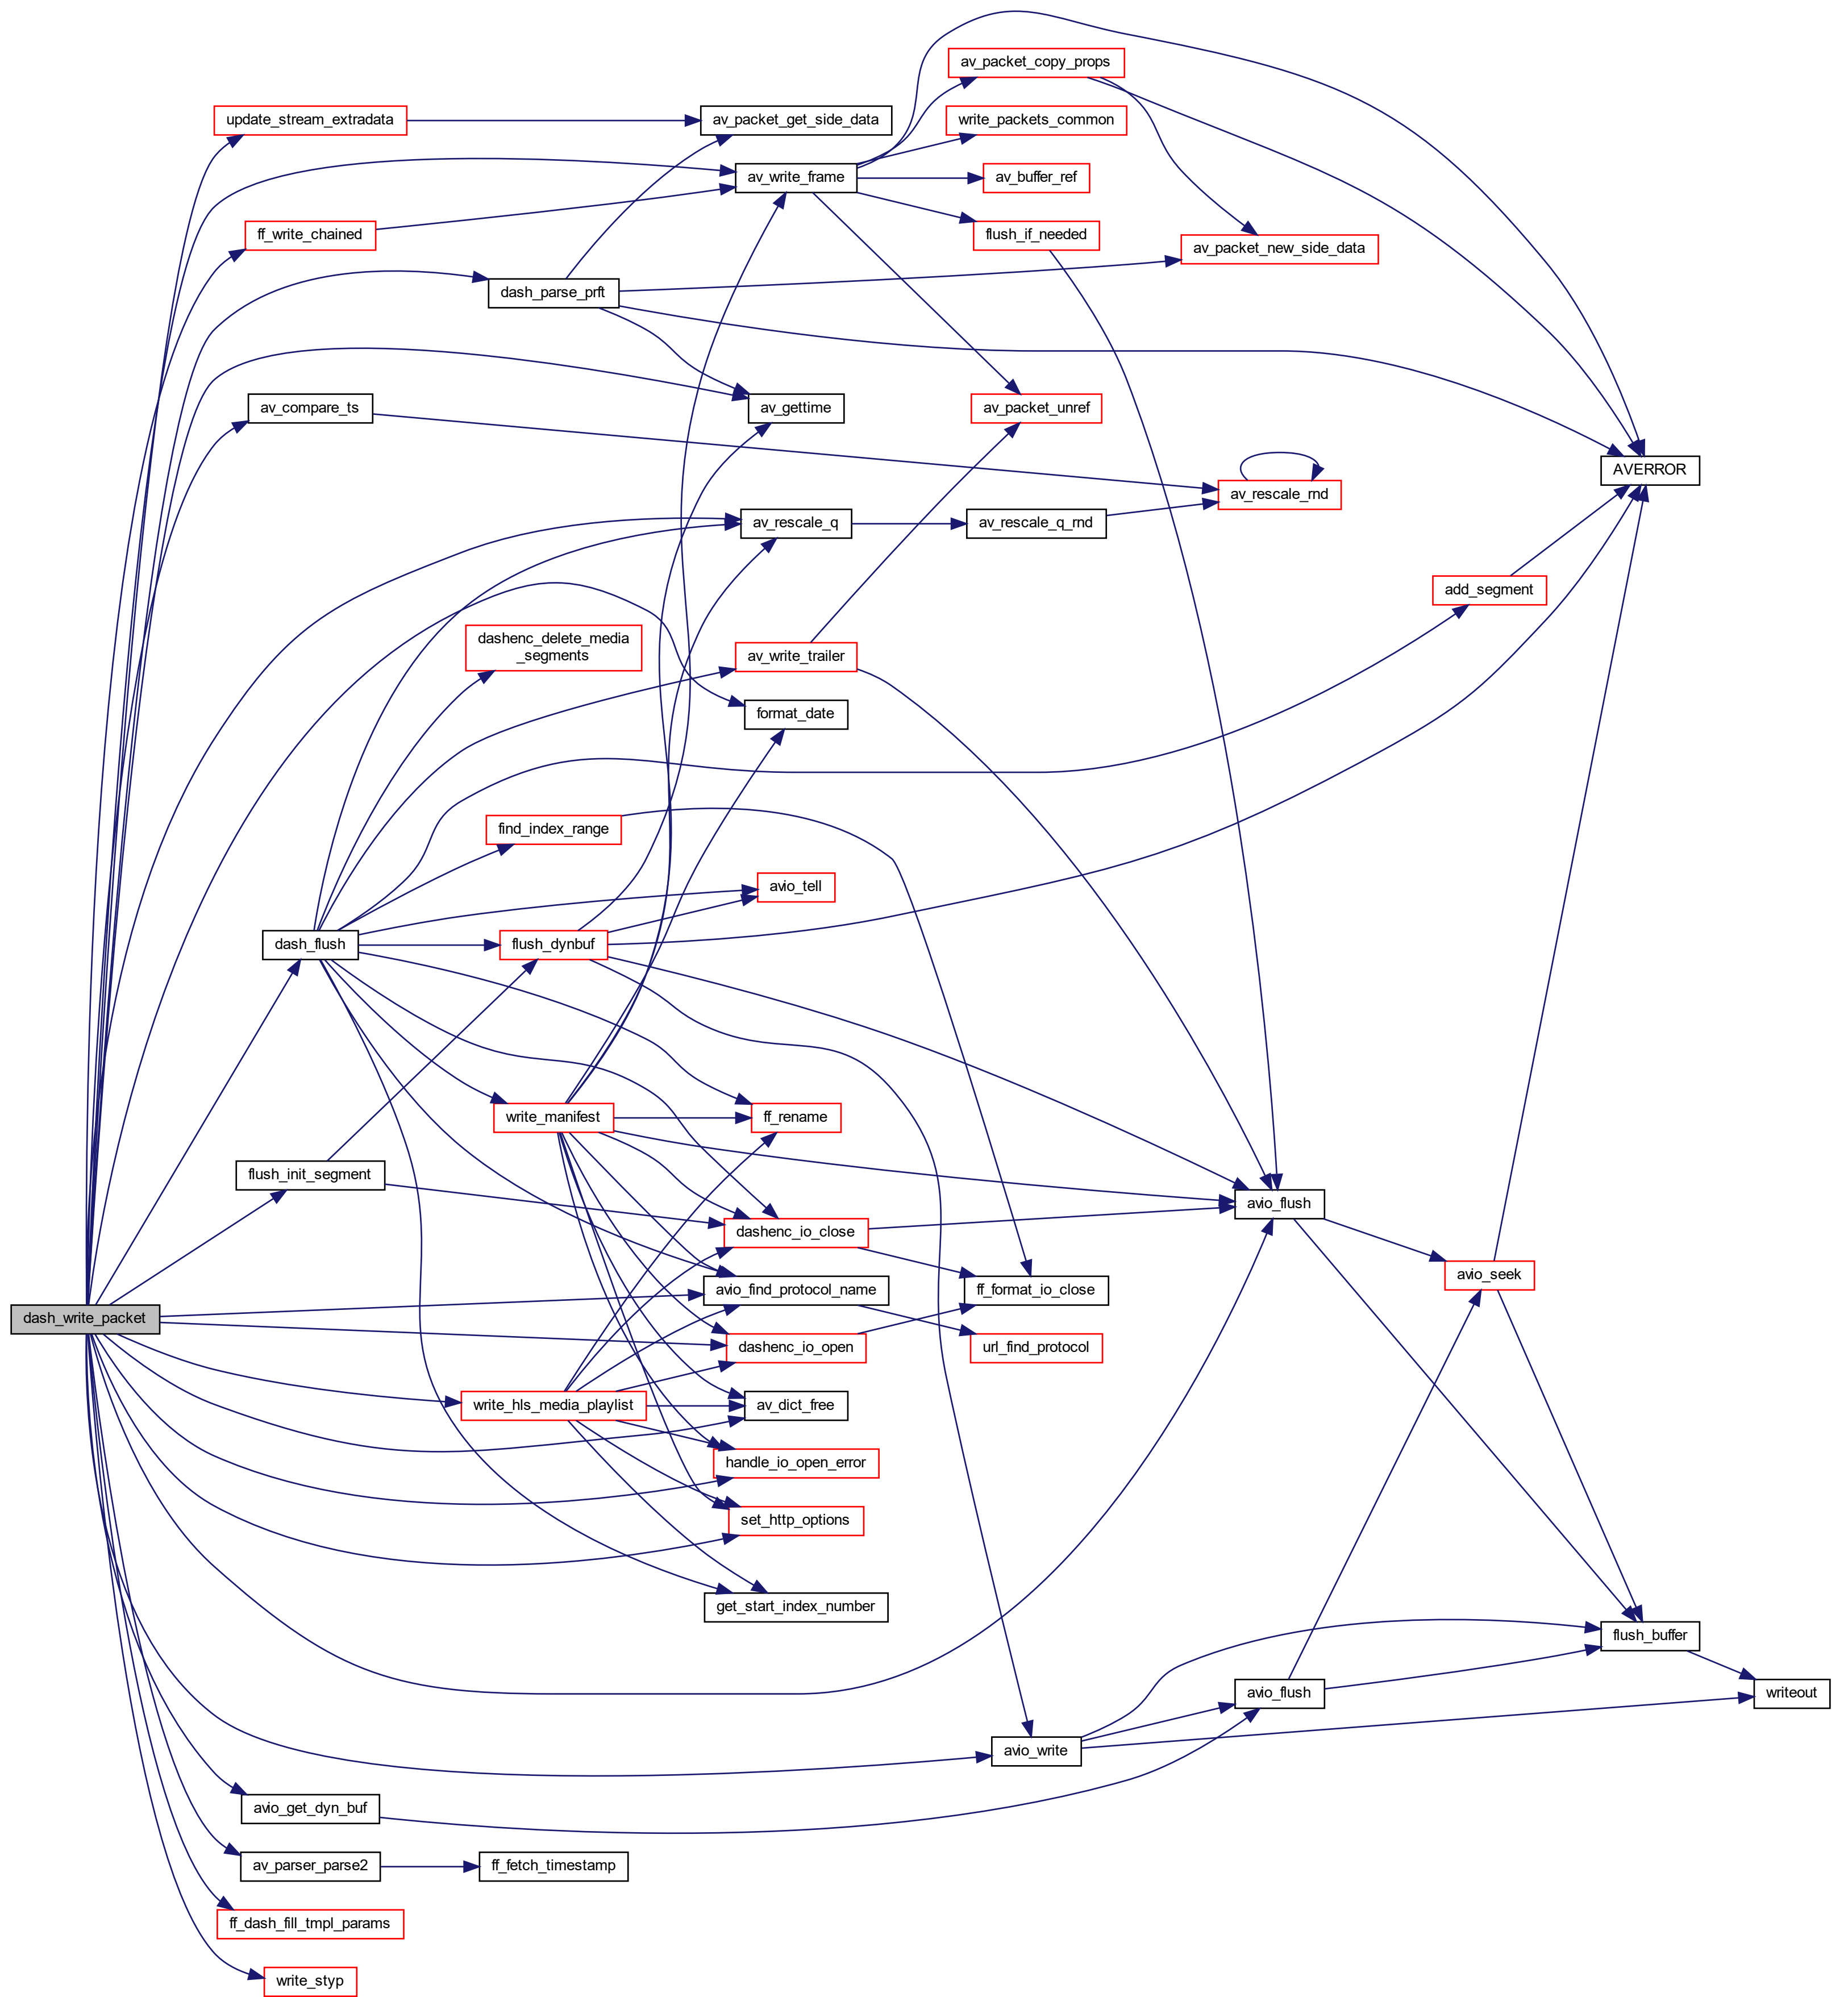 av_packet_copy_props
update_stream_extradata
av_packet_get_side_data
write_packets_common
av_write_frame
av_buffer_ref
ff_write_chained
flush_if_needed
av_packet_new_side_data
dash_parse_prft
av_compare_ts
av_gettime
av_packet_unref
AVERROR
av_rescale_rnd
av_rescale_q
av_rescale_q_rnd
add_segment
dashenc_delete_media
_segments
av_write_trailer
format_date
find_index_range
avio_tell
dash_flush
flush_dynbuf
write_manifest
ff_rename
flush_init_segment
avio_flush
dashenc_io_close
avio_seek
avio_find_protocol_name
ff_format_io_close
dash_write_packet
dashenc_io_open
url_find_protocol
write_hls_media_playlist
av_dict_free
handle_io_open_error
set_http_options
get_start_index_number
flush_buffer
avio_flush
writeout
avio_write
avio_get_dyn_buf
av_parser_parse2
ff_fetch_timestamp
ff_dash_fill_tmpl_params
write_styp